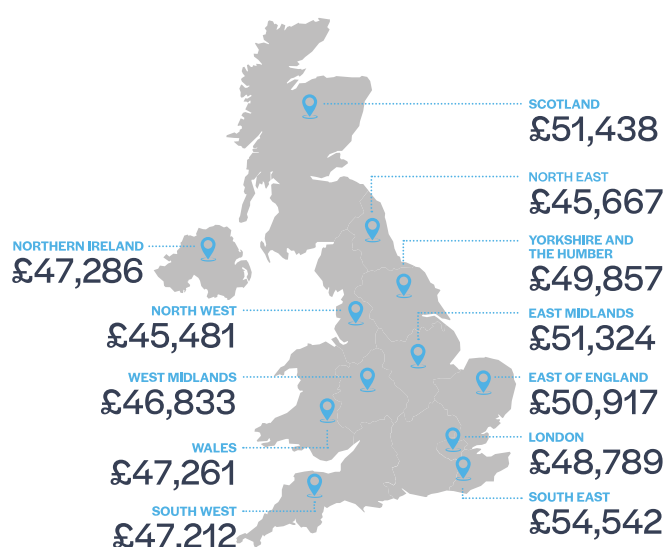 SCOTLAND
£51,438
NORTH EAST
£45,667
YORKSHIRE AND
THE HUMBER
£49,857
NORTHERN IRELAND
£47,286
NORTH WEST
£45,481
EAST MIDLANDS
£51,324
WEST MIDLANDS
£46,833
EAST OF ENGLAND
£50,917
WALES
£47,261
LONDON
£48,789
SOUTH WEST
£47,212
SOUTH EAST
£54,542